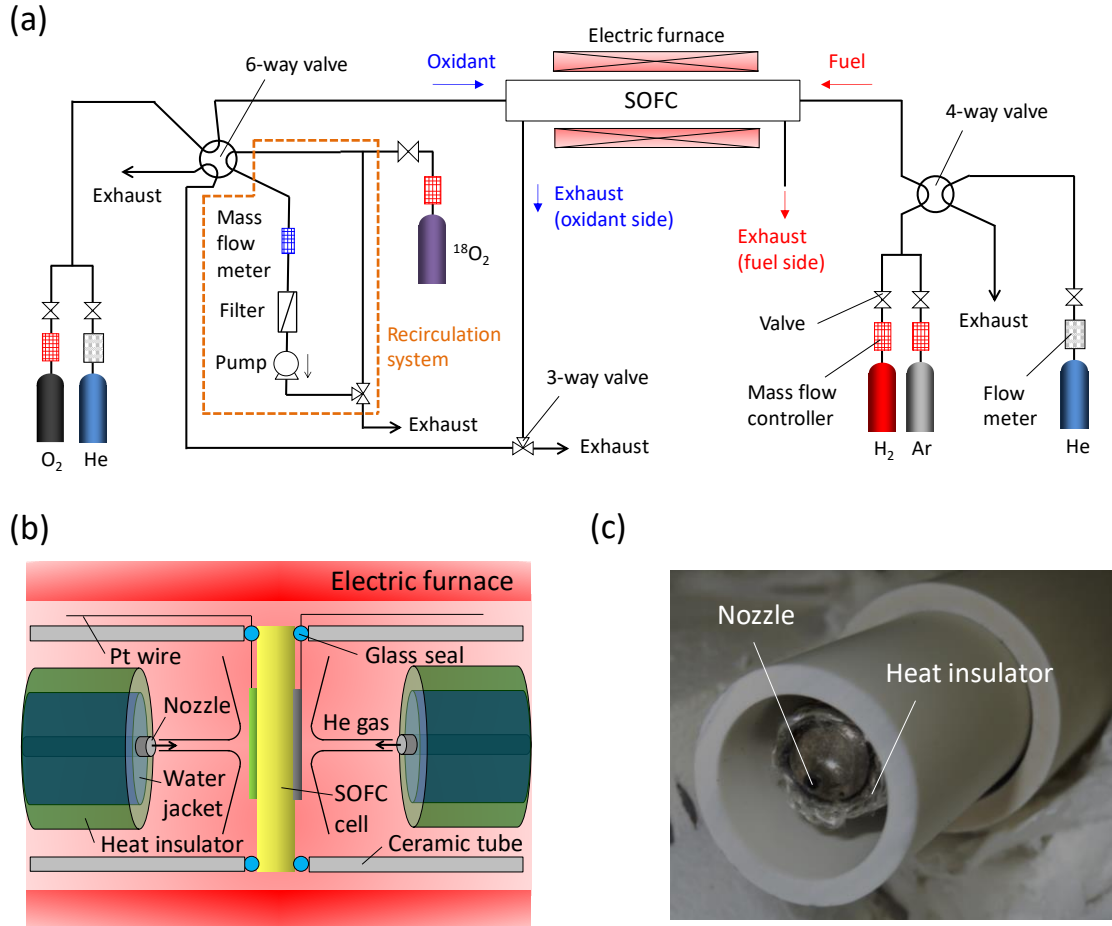 (a)
Electric furnace
6-way valve
Oxidant
Fuel
SOFC
4-way valve
Exhaust
Mass
flow
meter
Exhaust
(oxidant side)
Exhaust
(fuel side)
18O2
Filter
Valve
Exhaust
Recirculation
system
Pump
3-way valve
Mass flow
controller
Flow
meter
Exhaust
Exhaust
O2
He
H2
Ar
He
(b)
(c)
Electric furnace
Pt wire
Glass seal
Nozzle
He gas
Water
jacket
SOFC
cell
Heat insulator
Ceramic tube
Nozzle
Heat insulator